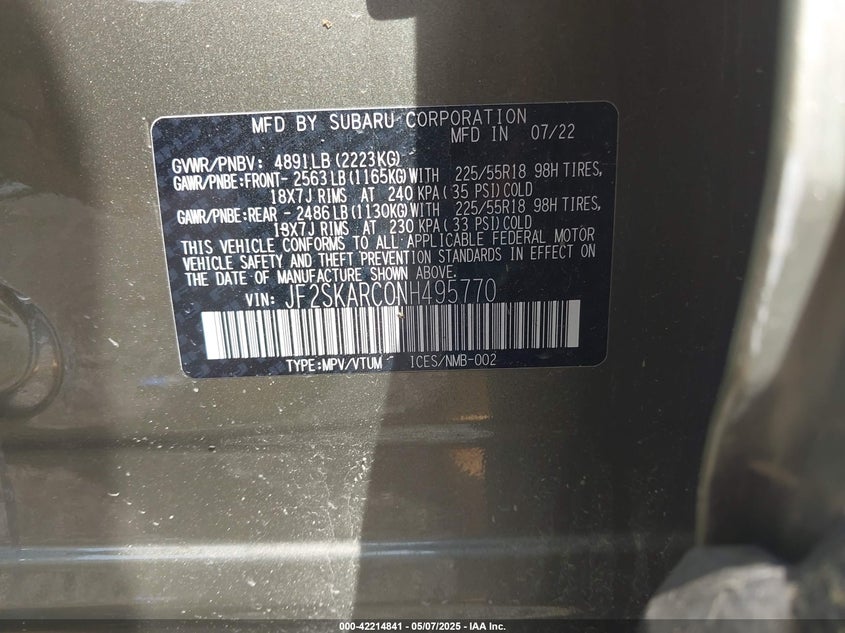 MFD BY SUBARU CORPORATION
MFD IN 07/22
GVWR/PNBV: 4891LB(2223KG)
GAWR/PNBE:FRONT- 2563LB(1165KG)WITH 225/55R18 98H TIRES,
18X7J RIMS AT 240 KPA(35 PSI)COLD
GAWR/PNBE:REAR - 2486LB(1130KG)WITH 225/55R18 98H TIRES,
18X7J RIMS AT 230 KPA(33 PSI)COLD
THIS VEHICLE CONFORMS TO ALL APPLICABLE FEDERAL MOTOR
VEHICLE SAFETY AND THEFT PREVENTION STANDARDS IN EFFECT ON
THE DATE OF MANUFACTURE SHOWN ABOVE.
VIN: JF2SKARC0NH495770
TYPE:MPV/VTUM ICES/NMB-002
000-42214841 - 05/07/2025 - IAA Inc.